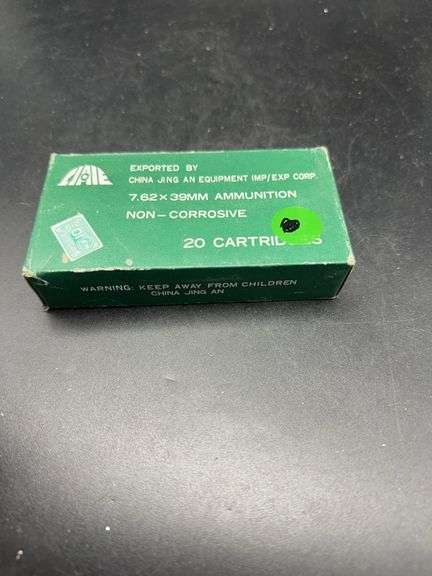 EXPORTED BY
CHINA JING AN EQUIPMENT IMP/EXP CORP.
7.62×39MM AMMUNITION
NON-CORROSIVE
20
WARNING: KEEP AWAY FROM CHILDREN
CHINA JING AN